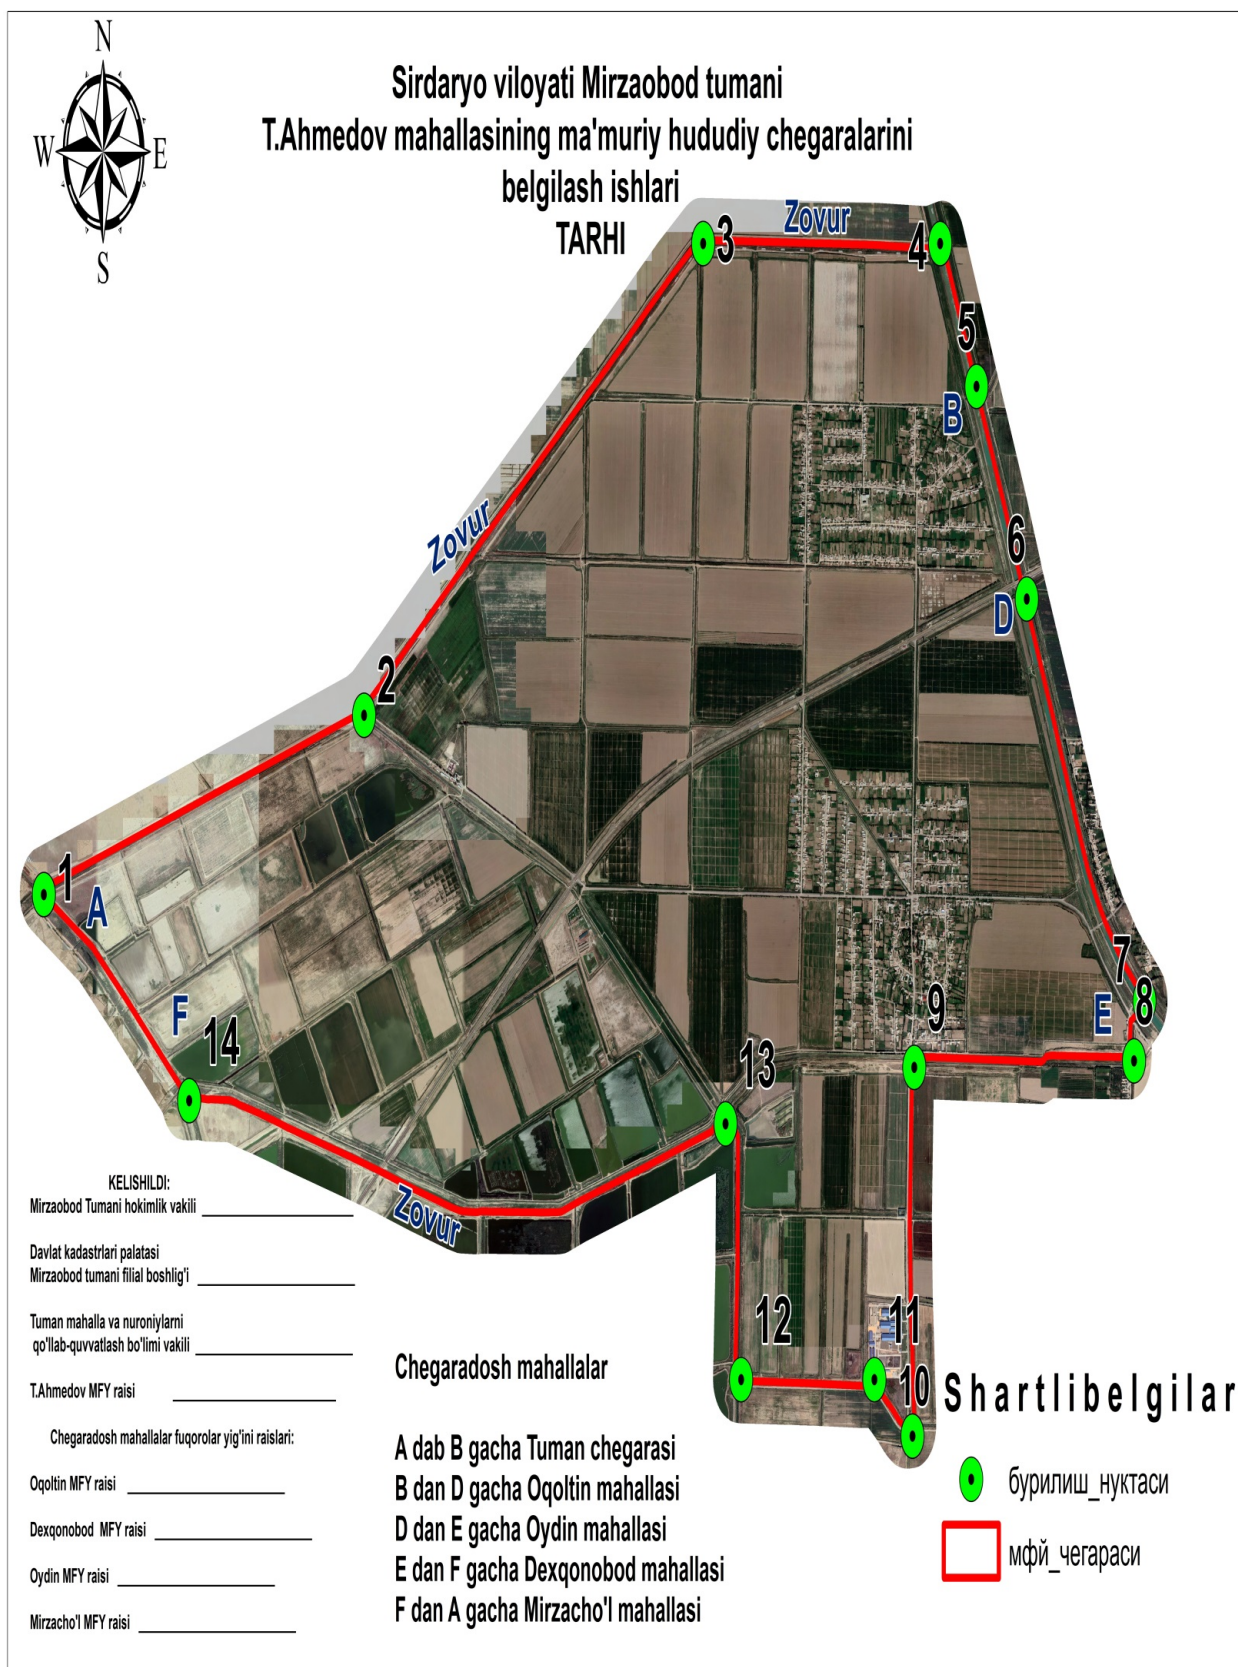 N
W E
S
Sirdaryo viloyati Mirzaobod tumani
T.Ahmedov mahallasining ma'muriy hududiy chegaralarini
belgilash ishlari
TARHI
Zovur
3
4
5
B
Zovur
6
D
2
1
A
7
F
E
8
14
9
13
Zovur
12
11
10
KELISHILDI:
Mirzaobod Tumani hokimlik vakili
Davlat kadastrlari palatasi
Mirzaobod tumani filial boshlig'i
Tuman mahalla va nuroniylarni
qo'llab-quvvatlash bo'limi vakili
T.Ahmedov MFY raisi
Chegaradosh mahallalar fuqorolar yig'ini raislari:
Oqoltin MFY raisi
Dexqonobod MFY raisi
Oydin MFY raisi
Mirzacho'l MFY raisi
Chegaradosh mahallalar
A dab B gacha Tuman chegarasi
B dan D gacha Oqoltin mahallasi
D dan E gacha Oydin mahallasi
E dan F gacha Dexqonobod mahallasi
F dan A gacha Mirzacho'l mahallasi
Shartlibelgilar
бурилиш_нуктаси
мфй_чегараси